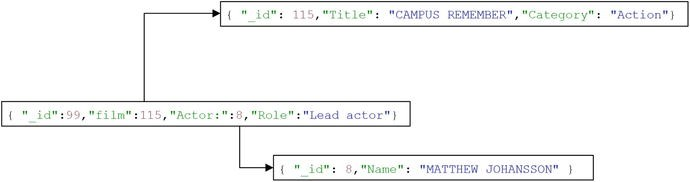 { "_id": 115,"Title": "CAMPUS REMEMBER","Category": "Action"}
{ "_id":99,"film":115,"Actor:":8,"Role":"Lead actor"}
{ "_id": 8,"Name": "MATTHEW JOHANSSON" }